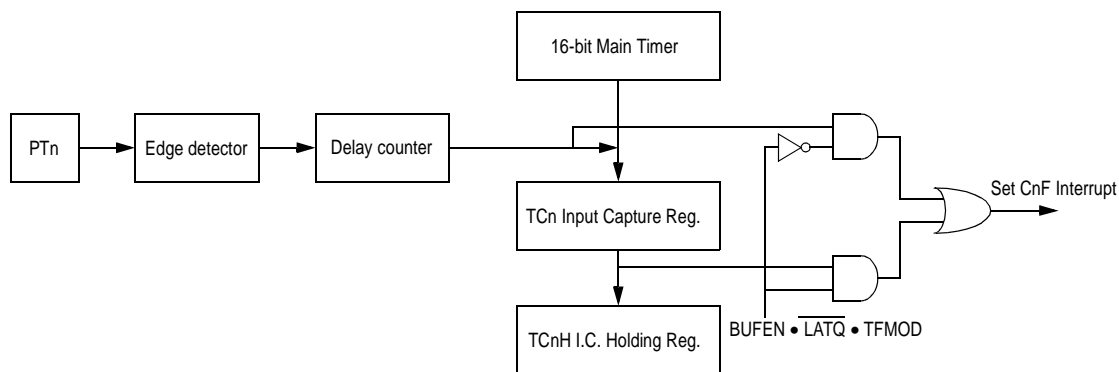 16-bit Main Timer
PTn
Edge detector
Delay counter
TCn Input Capture Reg.
Set CnF Interrupt
TCnH I.C. Holding Reg.
BUFEN • LATQ • TFMOD